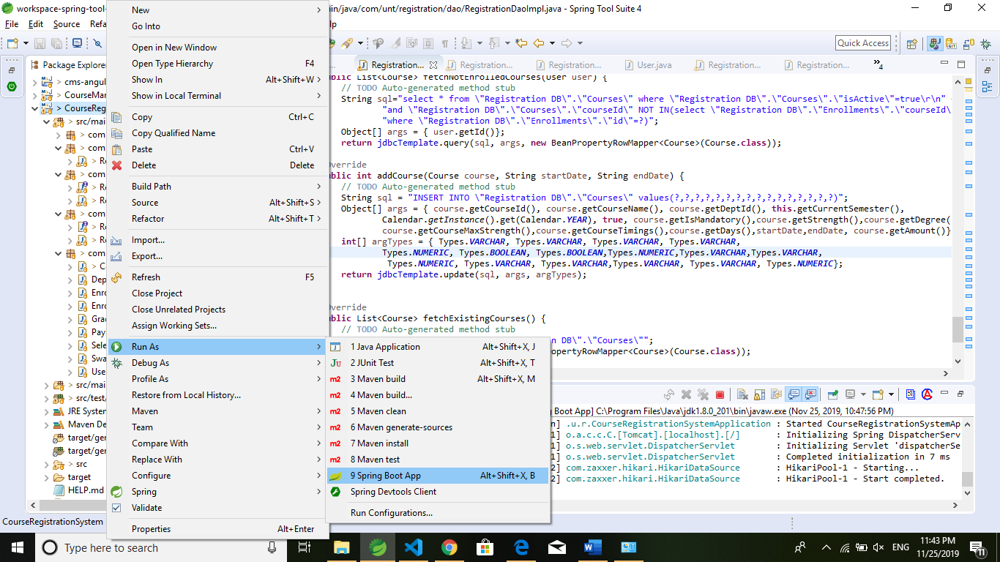 workspace-spring-tool- in/java/com/unt/registration/dao/RegistrationDaoImpl.java - Spring Tool Suite 4
File Edit Source Refa lp
Quick Access
Package Explorer
Registration... Registration... Registration... User.java Registration... Registration... 4
> cms-angul
> CourseMan
> CourseReg
> src/mai
> com
> com
> Re
> com
> Re
> Re
> com
> Re
> Re
> com
> C
Dep
Enro
Enro
Grad
Pay
Sele
Swa
User
> src/mai
> src/test/
JRE System
Maven De
target/ger
target/ger
> src
target
HELP.md
CourseRegistrationSystem
New
Go Into
Open in New Window
Open Type Hierarchy F4
Show In Alt+Shift+W
Show in Local Terminal
Copy Ctrl+C
Copy Qualified Name
Paste Ctrl+V
Delete Delete
Build Path
Source Alt+Shift+S
Refactor Alt+Shift+T
Import...
Export...
Refresh F5
Close Project
Close Unrelated Projects
Assign Working Sets...
Run As
Debug As
Profile As
Restore from Local History...
Maven
Team
Compare With
Replace With
Configure
Spring
Validate
Properties Alt+Enter
1 Java Application Alt+Shift+X, J
2 JUnit Test Alt+Shift+X, T
3 Maven build Alt+Shift+X, M
4 Maven build...
5 Maven clean
6 Maven generate-sources
7 Maven install
8 Maven test
9 Spring Boot App Alt+Shift+X, B
Spring Devtools Client
Run Configurations...
blic List<Course> fetchNotEnrolledCourses(User user) {
// TODO Auto-generated method stub
String sql="select * from \"Registration DB\".\"Courses\" where \"Registration DB\".\"Courses\".\"isActive\"=true\r\n" +
"and \"Registration DB\".\"Courses\".\"courseId\" NOT IN(select \"Registration DB\".\"Enrollments\".\"courseId\
"where \"Registration DB\".\"Enrollments\".\"id\"=?)";
Object[] args = { user.getId()};
return jdbcTemplate.query(sql, args, new BeanPropertyRowMapper<Course>(Course.class));
verride
blic int addCourse(Course course, String startDate, String endDate) {
// TODO Auto-generated method stub
String sql = "INSERT INTO \"Registration DB\".\"Courses\" values(?,?,?,?,?,?,?,?,?,?,?,?,?,?,?,?)";
Object[] args = { course.getCourseId(), course.getCourseName(), course.getDeptId(), this.getCurrentSemester(),
Calendar.getInstance().get(Calendar.YEAR), true, course.getIsMandatory(),course.getStrength(),course.getDegree(
course.getCourseMaxStrength(),course.getCourseTimings(),course.getDays(),startDate,endDate, course.getAmount()}
int[] argTypes = { Types.VARCHAR, Types.VARCHAR, Types.VARCHAR, Types.VARCHAR,
Types.NUMERIC, Types.BOOLEAN, Types.BOOLEAN,Types.NUMERIC,Types.VARCHAR,Types.VARCHAR,
Types.NUMERIC, Types.VARCHAR, Types.VARCHAR,Types.VARCHAR, Types.VARCHAR, Types.NUMERIC};
return jdbcTemplate.update(sql, args, argTypes);
verride
blic List<Course> fetchExistingCourses() {
// TODO Auto-generated method stub
n DB\".\"Courses\"";
opertyRowMapper<Course>(Course.class));
Boot App] C:\Program Files\Java\jdk1.8.0_201\bin\javaw.exe (Nov 25, 2019, 10:47:56 PM)
n] .u.r.CourseRegistrationSystemApplication : Started CourseRegistrationSystemAp
1] o.a.c.c.C.[Tomcat].[localhost].[/] : Initializing Spring DispatcherServ
1] o.s.web.servlet.DispatcherServlet : Initializing Servlet 'dispatcherSe
1] o.s.web.servlet.DispatcherServlet : Completed initialization in 7 ms
2] com.zaxxer.hikari.HikariDataSource : HikariPool-1 - Starting...
2] com.zaxxer.hikari.HikariDataSource : HikariPool-1 - Start completed.
Type here to search
ENG
11:43 PM
11/25/2019
11